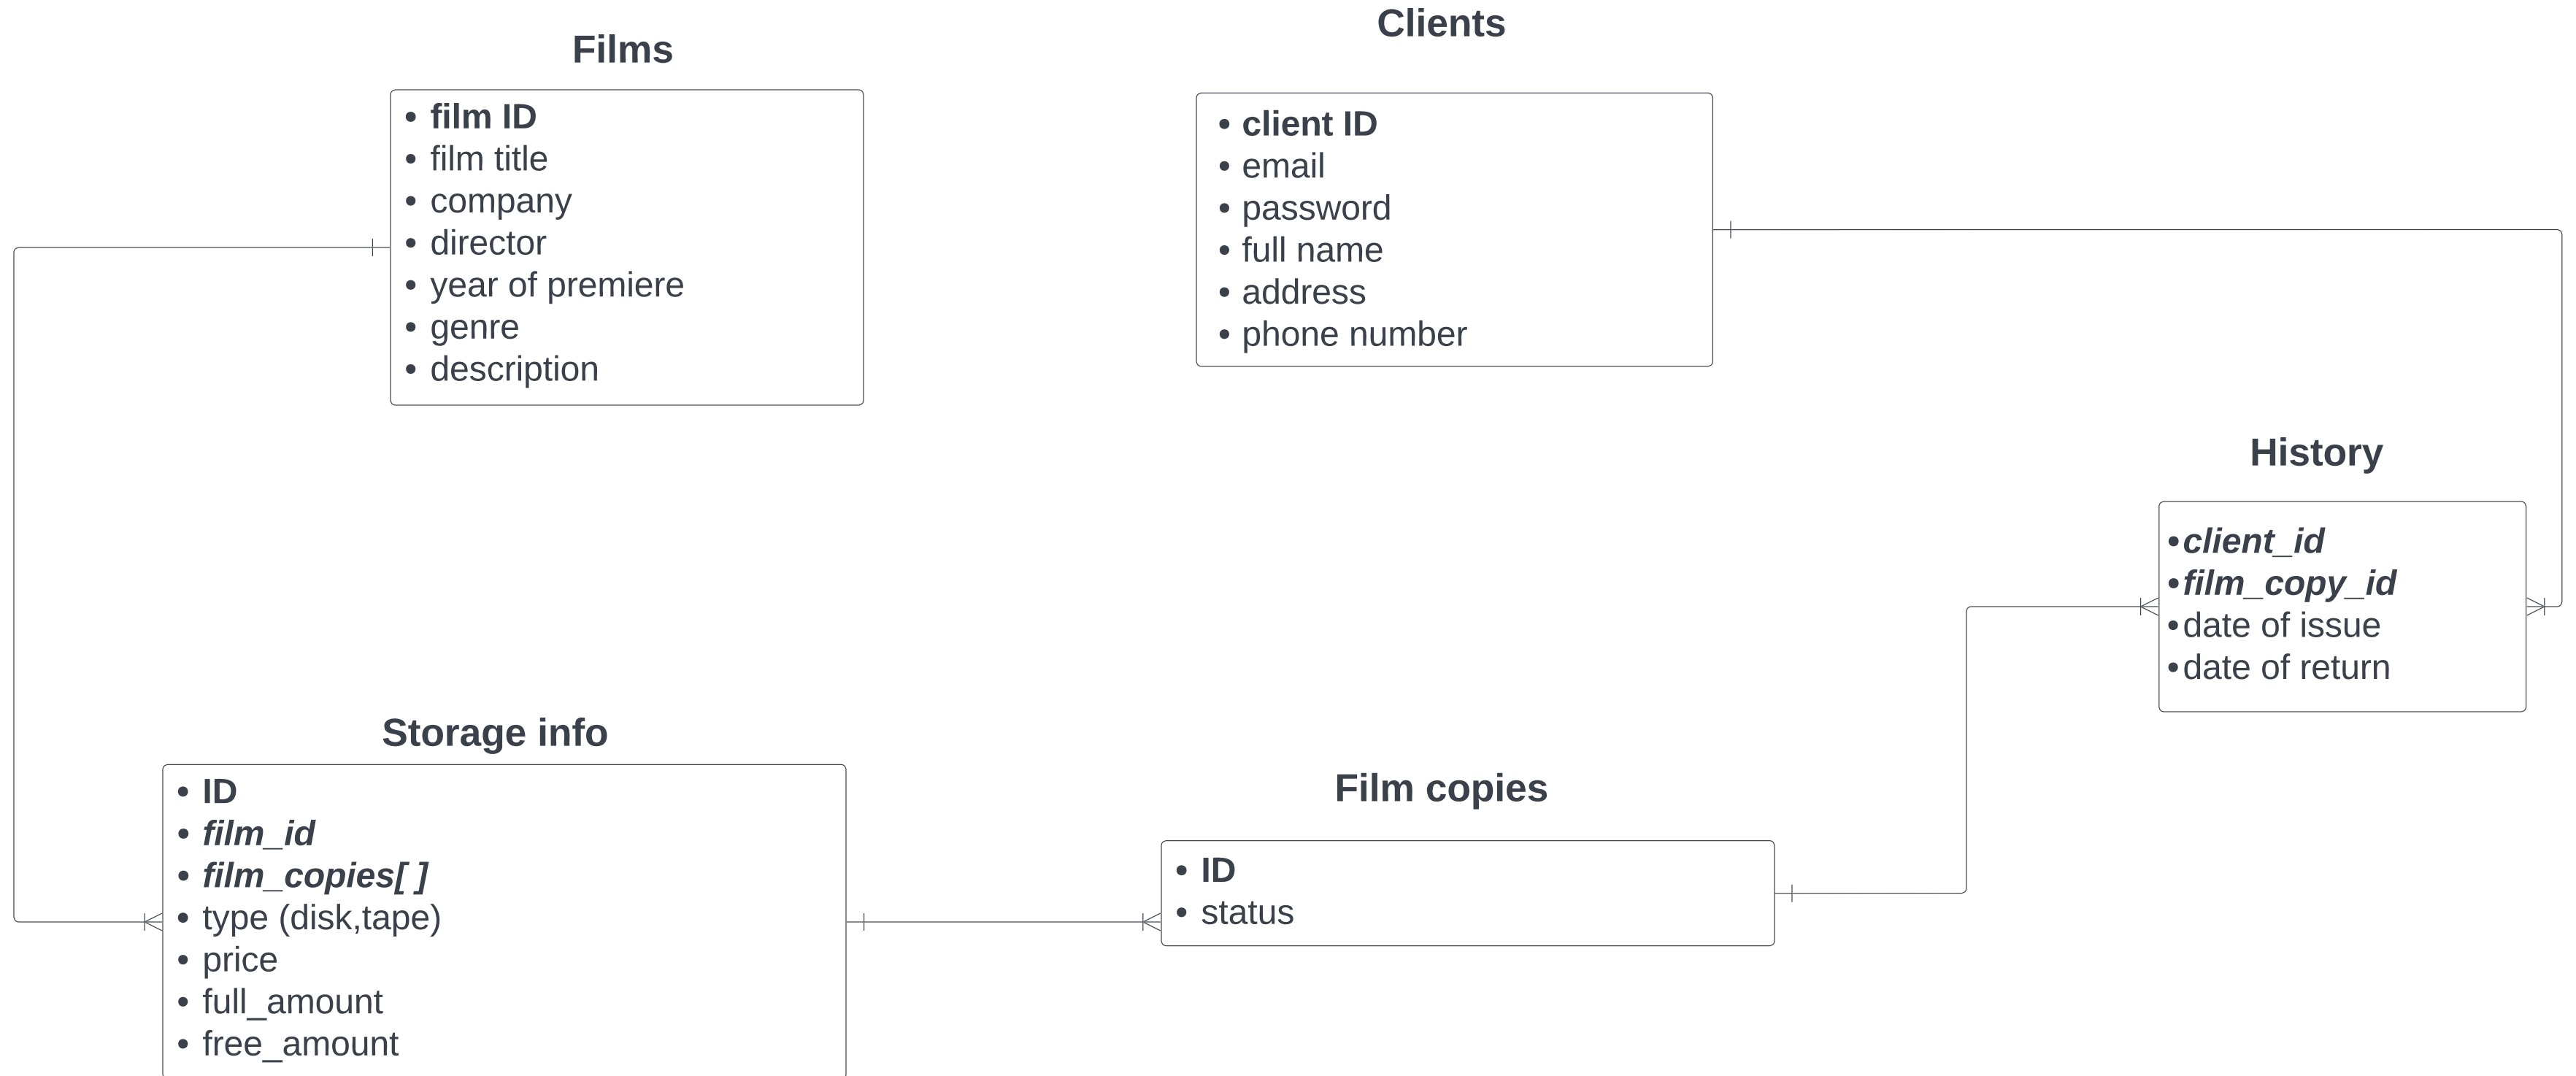 Films
• film ID
• film title
• company
• director
• year of premiere
• genre
• description
Clients
• client ID
• email
• password
• full name
• address
• phone number
History
• client_id
• film_copy_id
• date of issue
• date of return
Storage info
• ID
• film_id
• film_copies[ ]
• type (disk,tape)
• price
• full_amount
• free_amount
Film copies
• ID
• status